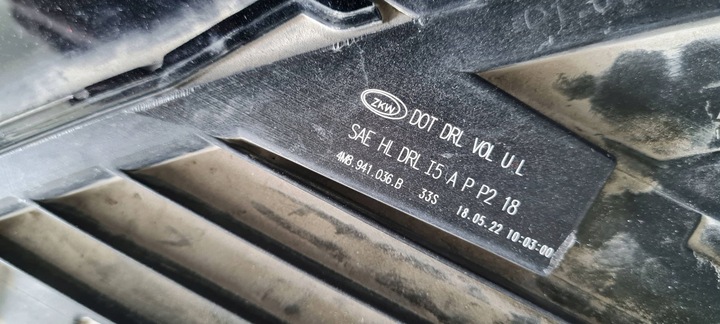 ZKW DOT DRL VOL U L
SAE HL DRL I5 A P P2 18
4M8.941.036.B 33S 18.05.22 10:03:00